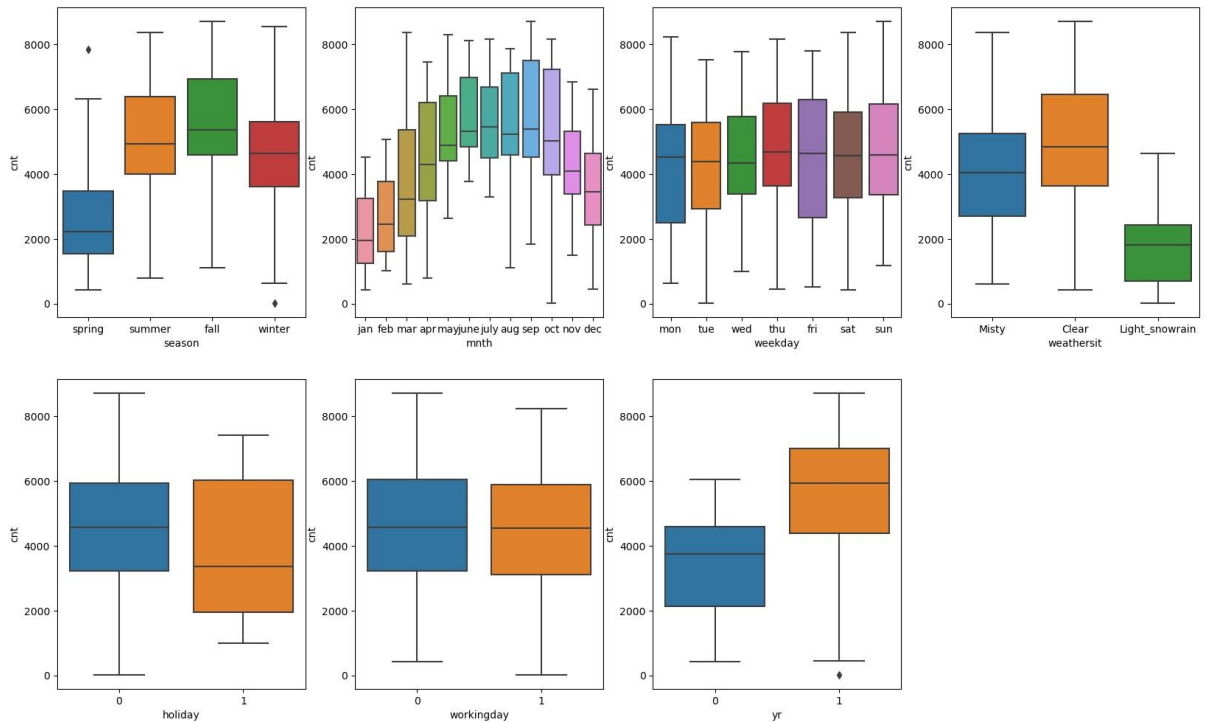 8000
6000
cnt
4000
2000
0
spring summer fall winter
season
8000
6000
cnt
4000
2000
0
jan feb mar apr mayjune july aug sep oct nov dec
mnth
8000
6000
cnt
4000
2000
0
mon tue wed thu fri sat sun
weekday
8000
6000
cnt
4000
2000
0
Misty Clear Light_snowrain
weathersit
8000
6000
cnt
4000
2000
0
0 1
holiday
8000
6000
cnt
4000
2000
0
0 1
workingday
8000
6000
cnt
4000
2000
0
0 1
yr